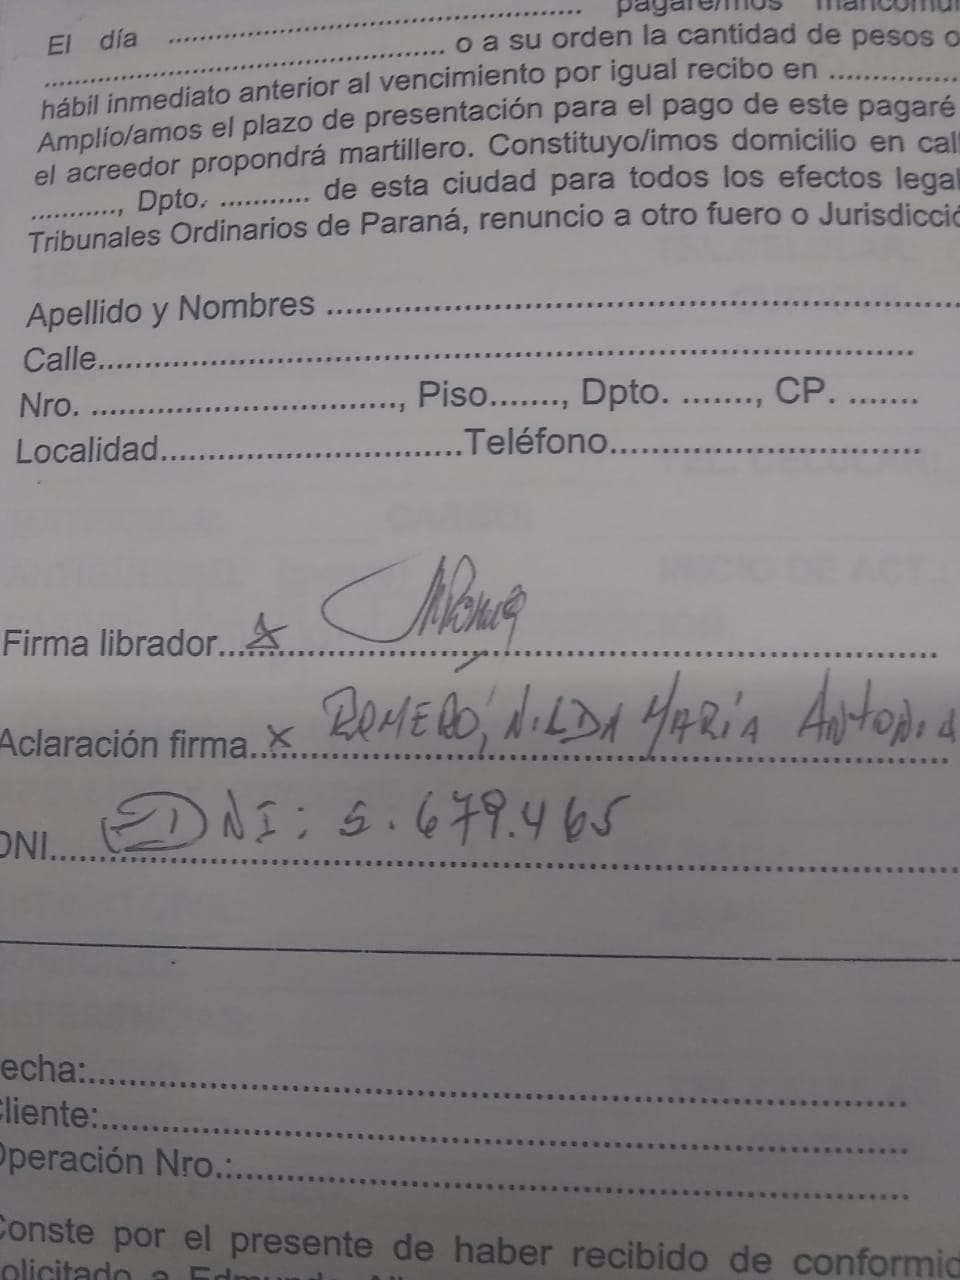 El día .......................................... pagaré/mos mancomu
.......................................... o a su orden la cantidad de pesos o
hábil inmediato anterior al vencimiento por igual recibo en ..............
Amplío/amos el plazo de presentación para el pago de este pagaré
el acreedor propondrá martillero. Constituyo/imos domicilio en call
..........., Dpto. ........... de esta ciudad para todos los efectos legal
Tribunales Ordinarios de Paraná, renuncio a otro fuero o Jurisdicció
Apellido y Nombres ..........................................
Calle..........................................
Nro. ................................, Piso......., Dpto. ......., CP. .......
Localidad................................Teléfono................................
Firma librador... x
Aclaración firma.. x ROMERO, NILDA MARÍA ANTONIA
DNI... DNI: 5.679.465
echa:..........................................
liente:..........................................
Operación Nro.:..........................................
Conste por el presente de haber recibido de conformid
olicitado a